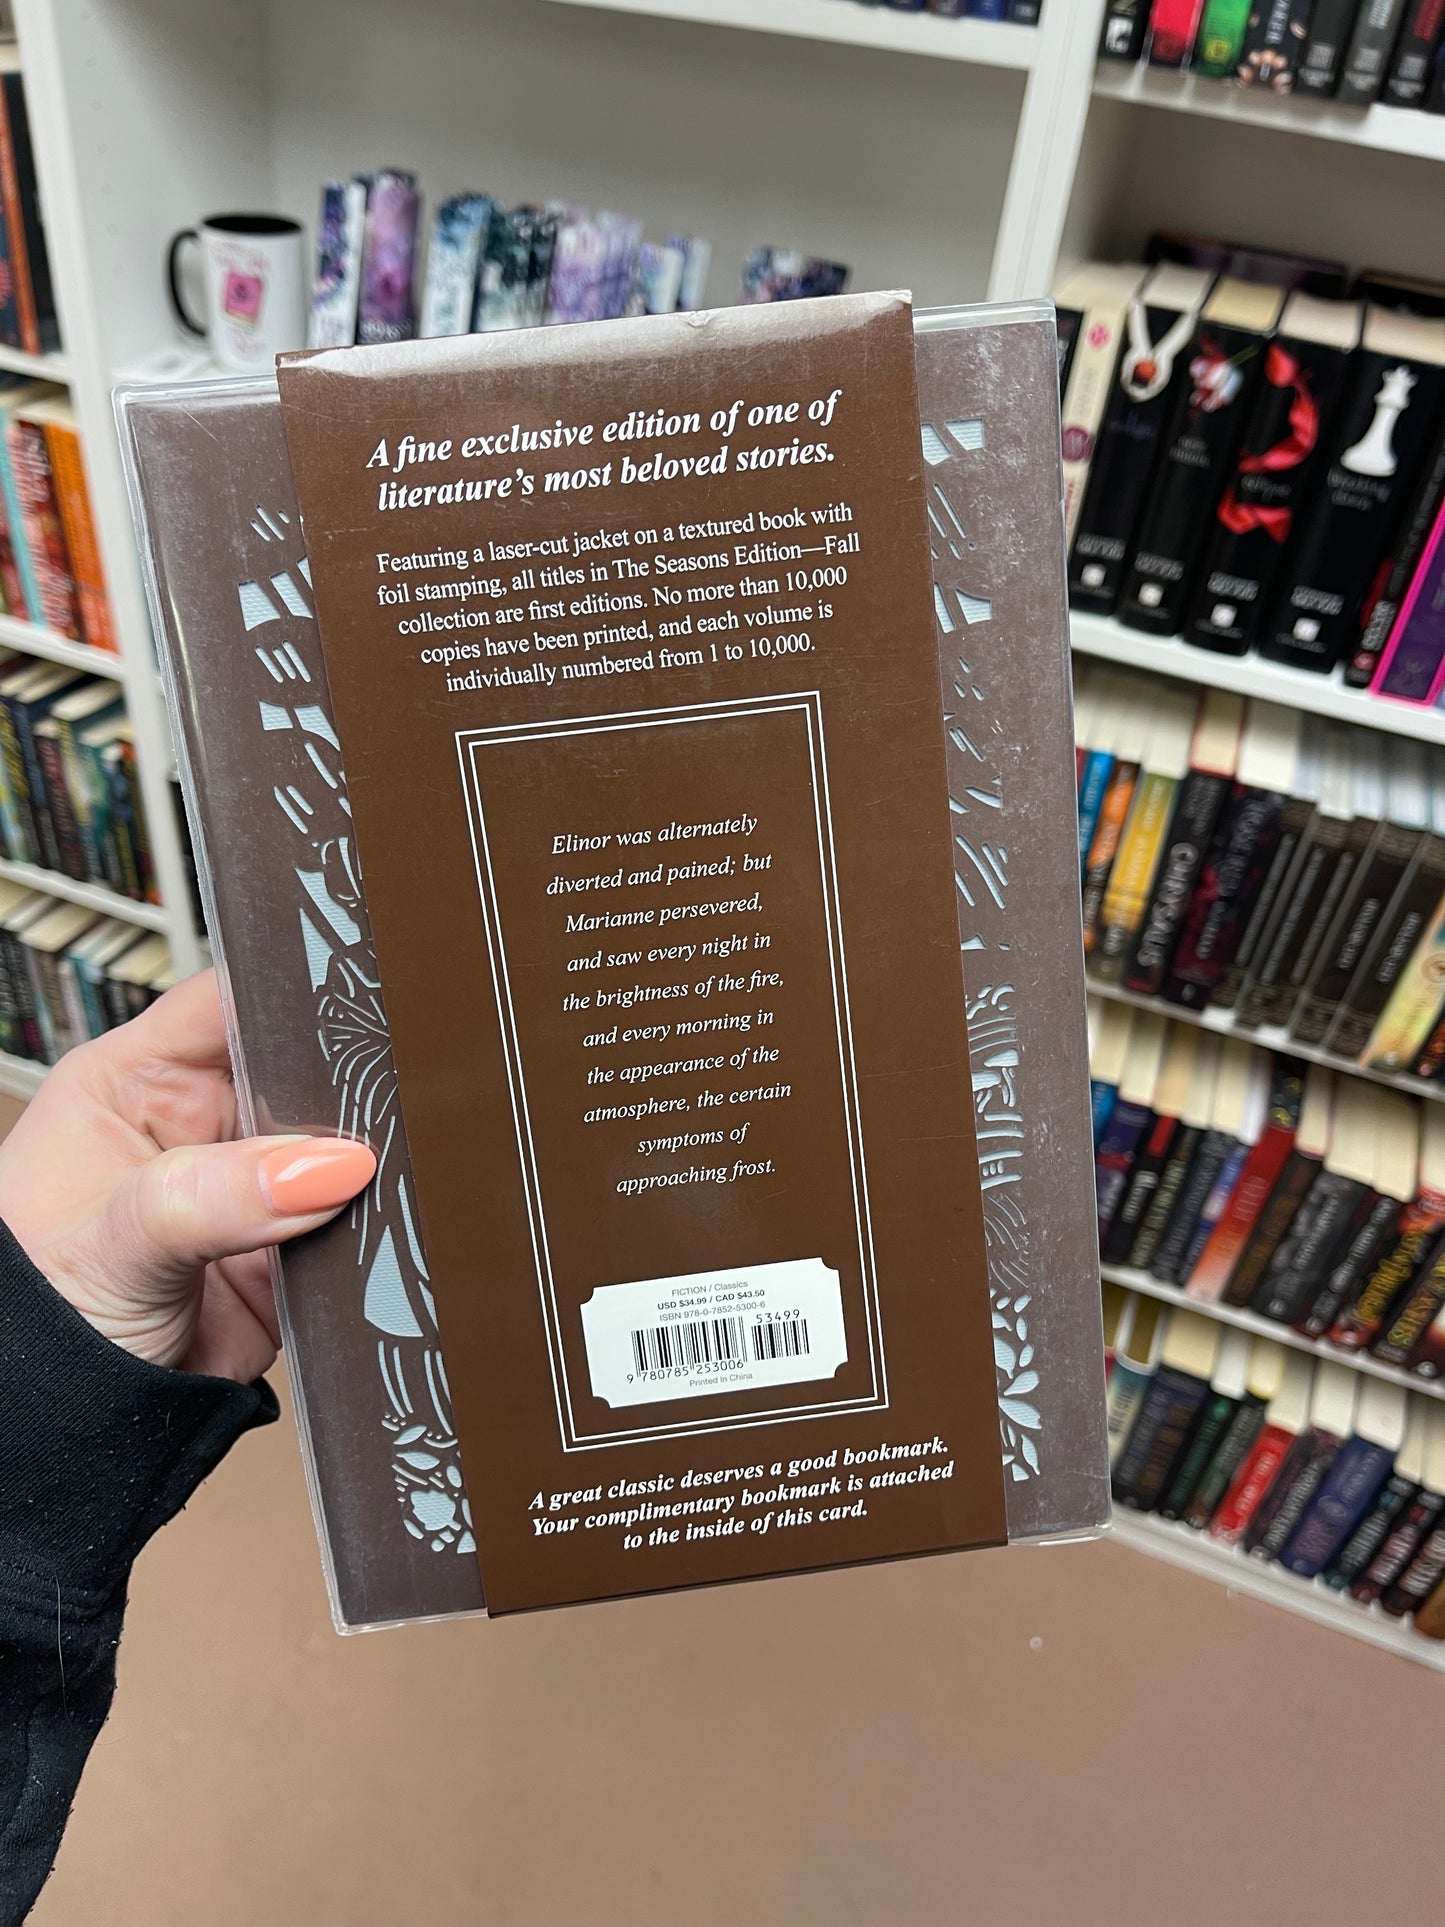 A fine exclusive edition of one of
literature's most beloved stories.
Featuring a laser-cut jacket on a textured book with
foil stamping, all titles in The Seasons Edition—Fall
collection are first editions. No more than 10,000
copies have been printed, and each volume is
individually numbered from 1 to 10,000.
Elinor was alternately
diverted and pained; but
Marianne persevered,
and saw every night in
the brightness of the fire,
and every morning in
the appearance of the
atmosphere, the certain
symptoms of
approaching frost.
FICTION / Classics
USD $34.99 / CAD $43.50
ISBN 978-0-7852-5300-6
53499
9 780785 253006
Printed in China
A great classic deserves a good bookmark.
Your complimentary bookmark is attached
to the inside of this card.
CHRYSALIS